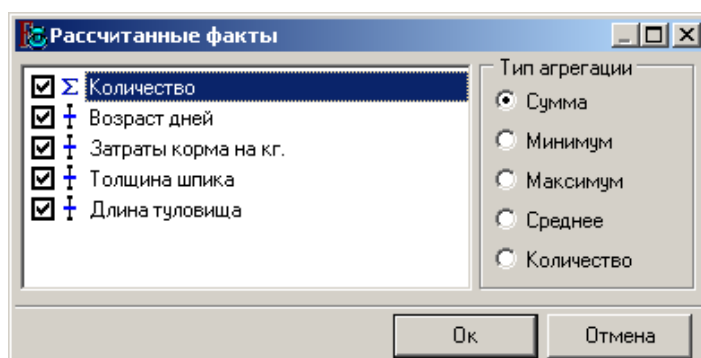 Рассчитанные факты
Σ Количество
Возраст дней
Затраты корма на кг.
Толщина шпика
Длина туловища
Тип агрегации
Сумма
Минимум
Максимум
Среднее
Количество
Ок
Отмена